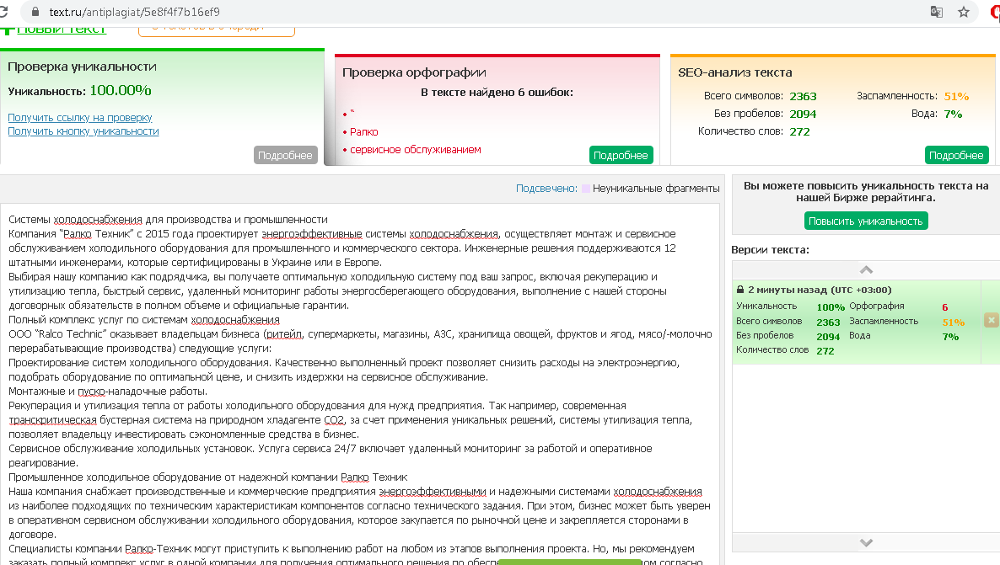 text.ru/antiplagiat/5e8f4f7b16ef9
Новый текст
Проверка уникальности
Уникальность: 100.00%
Получить ссылку на проверку
Получить кнопку уникальности
Подробнее
Проверка орфографии
В тексте найдено 6 ошибок:
• “
• Ралко
• сервисное обслуживанием
Подробнее
SEO-анализ текста
Всего символов: 2363 Заспамленность: 51%
Без пробелов: 2094 Вода: 7%
Количество слов: 272
Подробнее
Подсвечено: Неуникальные фрагменты
Системы холодоснабжения для производства и промышленности
Компания “Ралко Техник” с 2015 года проектирует энергоэффективные системы холодоснабжения, осуществляет монтаж и сервисное
обслуживанием холодильного оборудования для промышленного и коммерческого сектора. Инженерные решения поддерживаются 12
штатными инженерами, которые сертифицированы в Украине или в Европе.
Выбирая нашу компанию как подрядчика, вы получаете оптимальную холодильную систему под ваш запрос, включая рекуперацию и
утилизацию тепла, быстрый сервис, удаленный мониторинг работы энергосберегающего оборудования, выполнение с нашей стороны
договорных обязательств в полном объеме и официальные гарантии.
Полный комплекс услуг по системам холодоснабжения
ООО “Ralco Technic” оказывает владельцам бизнеса (ритейл, супермаркеты, магазины, АЗС, хранилища овощей, фруктов и ягод, мясо/-молочно
перерабатывающие производства) следующие услуги:
Проектирование систем холодильного оборудования. Качественно выполненный проект позволяет снизить расходы на электроэнергию,
подобрать оборудование по оптимальной цене, и снизить издержки на сервисное обслуживание.
Монтажные и пуско-наладочные работы.
Рекуперация и утилизация тепла от работы холодильного оборудования для нужд предприятия. Так например, современная
транскритическая бустерная система на природном хладагенте CO2, за счет применения уникальных решений, системы утилизация тепла,
позволяет владельцу инвестировать сэкономленные средства в бизнес.
Сервисное обслуживание холодильных установок. Услуга сервиса 24/7 включает удаленный мониторинг за работой и оперативное
реагирование.
Промышленное холодильное оборудование от надежной компании Ралко Техник
Наша компания снабжает производственные и коммерческие предприятия энергоэффективными и надежными системами холодоснабжения
из наиболее подходящих по техническим характеристикам компонентов согласно технического задания. При этом, бизнес может быть уверен
в оперативном сервисном обслуживании холодильного оборудования, которое закупается по рыночной цене и закрепляется сторонами в
договоре.
Специалисты компании Ралко-Техник могут приступить к выполнению работ на любом из этапов выполнения проекта. Но, мы рекомендуем
заказать полный комплекс услуг в одной компании для получения оптимального решения по согласно
Вы можете повысить уникальность текста на
нашей Бирже рерайтинга.
Повысить уникальность
Версии текста:
2 минуты назад (UTC +03:00)
Уникальность 100% Орфография 6
Всего символов 2363 Заспамленность 51%
Без пробелов 2094 Вода 7%
Количество слов 272